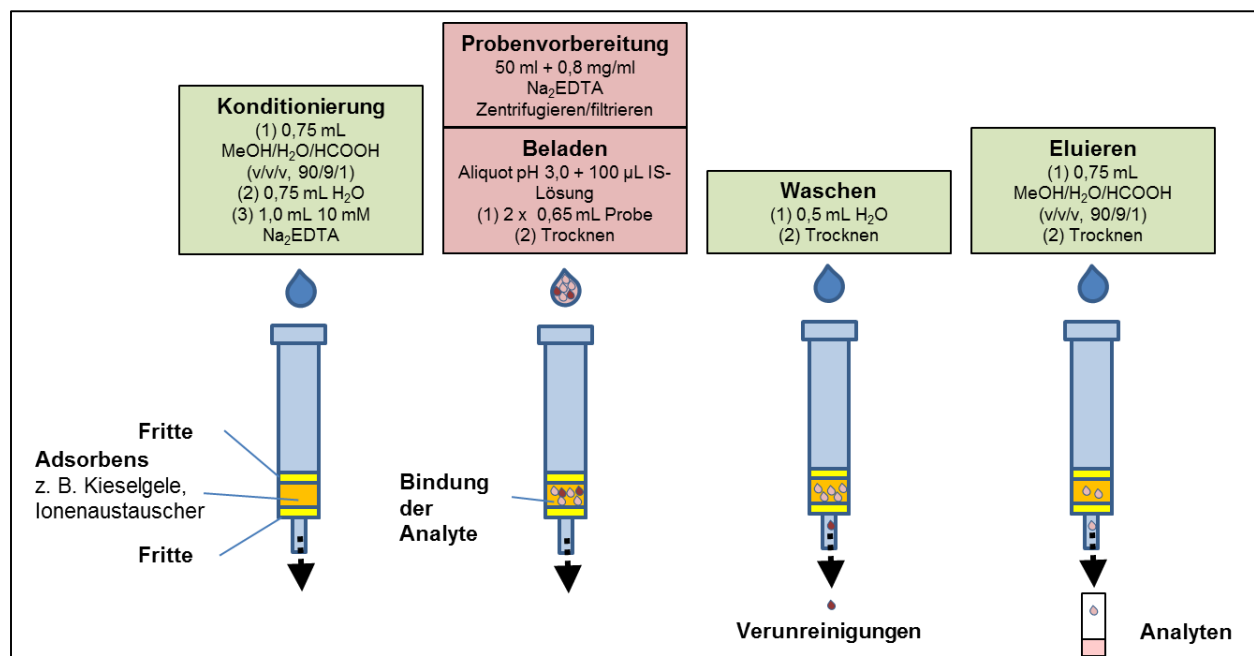 Konditionierung
(1) 0,75 mL
MeOH/H₂O/HCOOH
(v/v/v, 90/9/1)
(2) 0,75 mL H₂O
(3) 1,0 mL 10 mM
Na₂EDTA
Probenvorbereitung
50 ml + 0,8 mg/ml
Na₂EDTA
Zentrifugieren/filtrieren
Beladen
Aliquot pH 3,0 + 100 µL IS-
Lösung
(1) 2 x 0,65 mL Probe
(2) Trocknen
Waschen
(1) 0,5 mL H₂O
(2) Trocknen
Eluieren
(1) 0,75 mL
MeOH/H₂O/HCOOH
(v/v/v, 90/9/1)
(2) Trocknen
Fritte
Adsorbens
z. B. Kieselgele,
Ionenaustauscher
Fritte
Bindung
der
Analyte
Verunreinigungen
Analyten